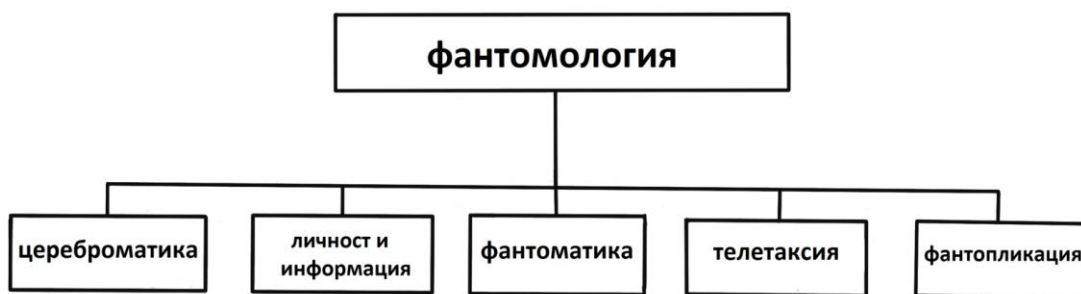 фантомология
цереброматика
личност и
информация
фантоматика
телетаксия
фантопликация